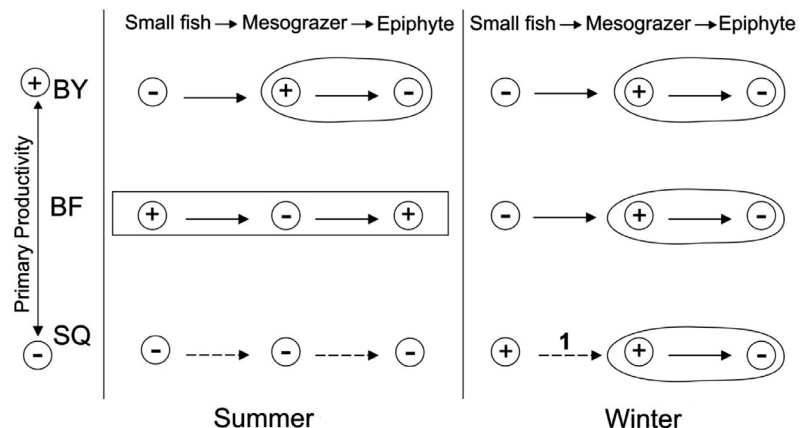 Small fish → Mesograzer → Epiphyte
Small fish → Mesograzer → Epiphyte
Primary Productivity
+ BY
- + -
- + -
BF
+ - +
- + -
- SQ
- - -
+ 1 + -
Summer
Winter